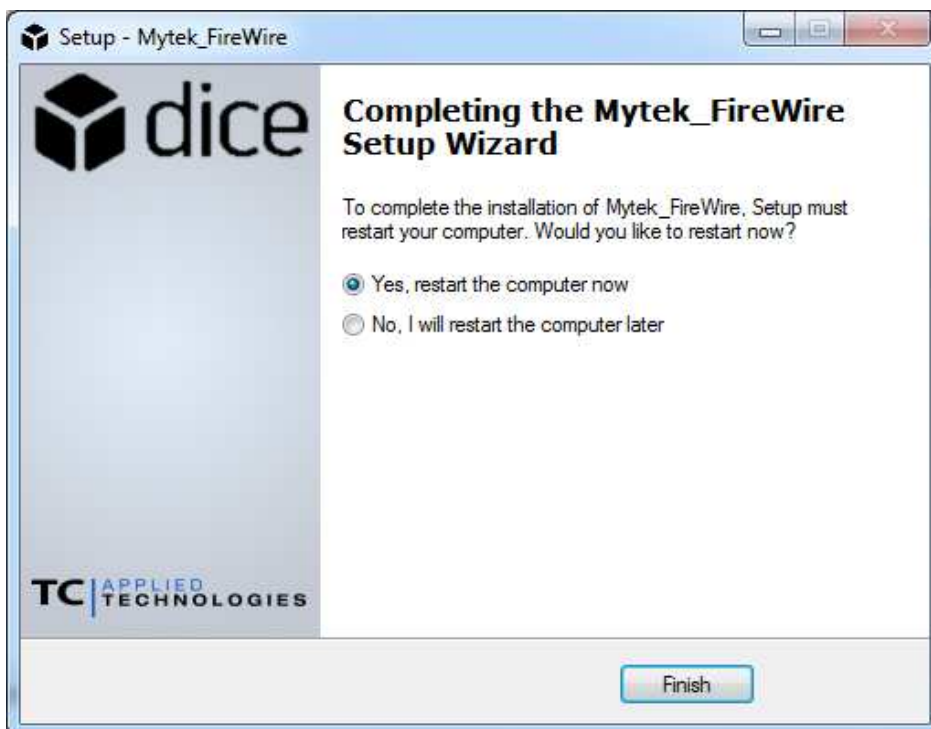 Setup - Mytek_FireWire
dice
Completing the Mytek_FireWire
Setup Wizard
To complete the installation of Mytek_FireWire, Setup must
restart your computer. Would you like to restart now?
Yes, restart the computer now
No, I will restart the computer later
TC APPLIED
TECHNOLOGIES
Finish